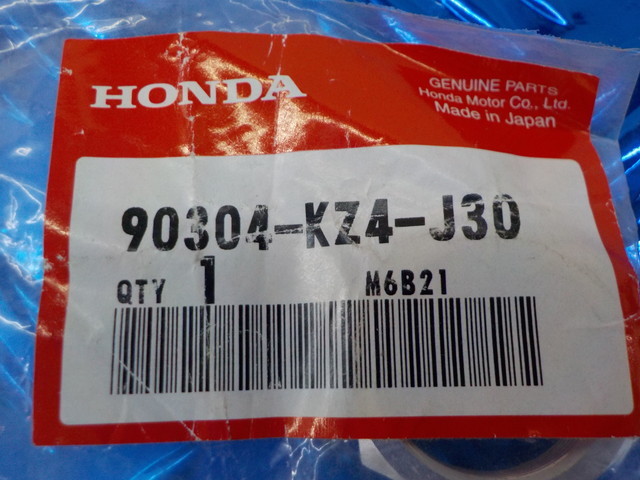 HONDA
GENUINE PARTS
Honda Motor Co., Ltd.
Made in Japan
90304-KZ4-J30
QTY 1 M6B21